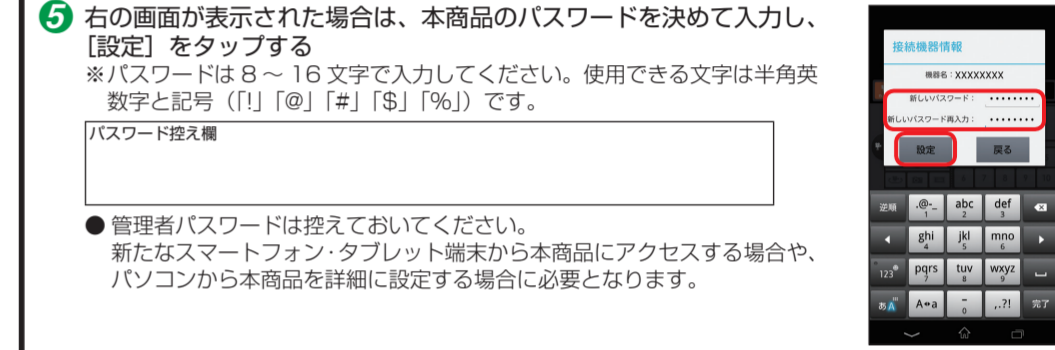 5 右の画面が表示された場合は、本商品のパスワードを決めて入力し、
[設定] をタップする
※パスワードは8～16文字で入力してください。使用できる文字は半角英
数字と記号(「!」「@」「#」「$」「%」)です。
パスワード控え欄
● 管理者パスワードは控えておいてください。
新たなスマートフォン・タブレット端末から本商品にアクセスする場合や、
パソコンから本商品を詳細に設定する場合に必要となります。
接続機器情報
機器名:XXXXXXXX
新しいパスワード: ••••••••
新しいパスワード再入力: ••••••••
設定 戻る
逆順 .@-_ 1 abc 2 def 3
ghi 4 jkl 5 mno 6
123 pqrs 7 tuv 8 wxyz 9
あA A⇔a - 0 ,.?! 完了